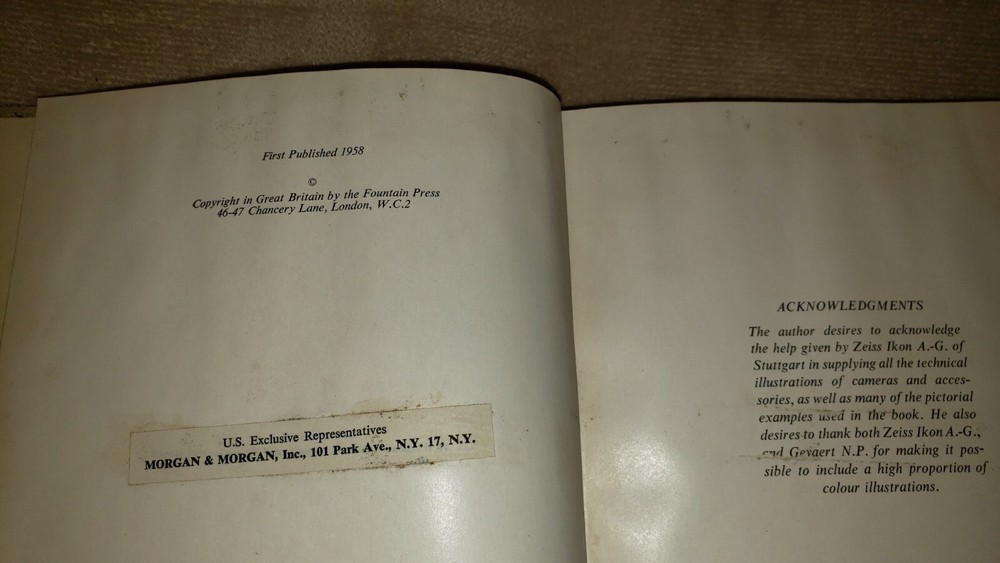 First Published 1958
©
Copyright in Great Britain by the Fountain Press
46-47 Chancery Lane, London, W.C.2
U.S. Exclusive Representatives
MORGAN & MORGAN, Inc., 101 Park Ave., N.Y. 17, N.Y.
ACKNOWLEDGMENTS
The author desires to acknowledge
the help given by Zeiss Ikon A.-G. of
Stuttgart in supplying all the technical
illustrations of cameras and acces-
sories, as well as many of the pictorial
examples used in the book. He also
desires to thank both Zeiss Ikon A.-G.,
and Gevaert N.P. for making it pos-
sible to include a high proportion of
colour illustrations.